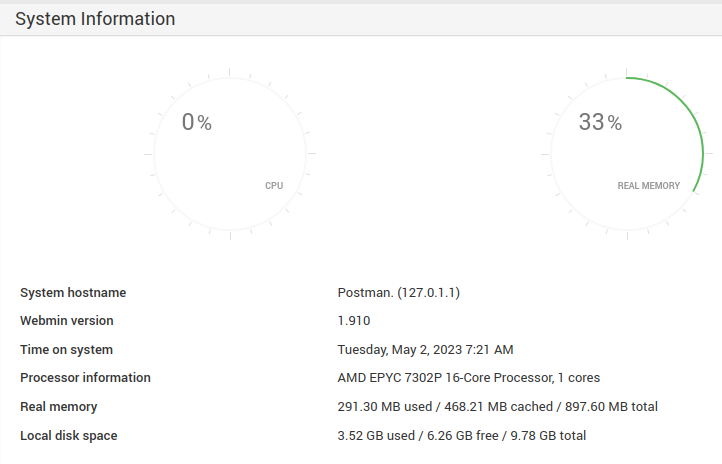 System Information
0%
CPU
33%
REAL MEMORY
System hostname Postman. (127.0.1.1)
Webmin version 1.910
Time on system Tuesday, May 2, 2023 7:21 AM
Processor information AMD EPYC 7302P 16-Core Processor, 1 cores
Real memory 291.30 MB used / 468.21 MB cached / 897.60 MB total
Local disk space 3.52 GB used / 6.26 GB free / 9.78 GB total